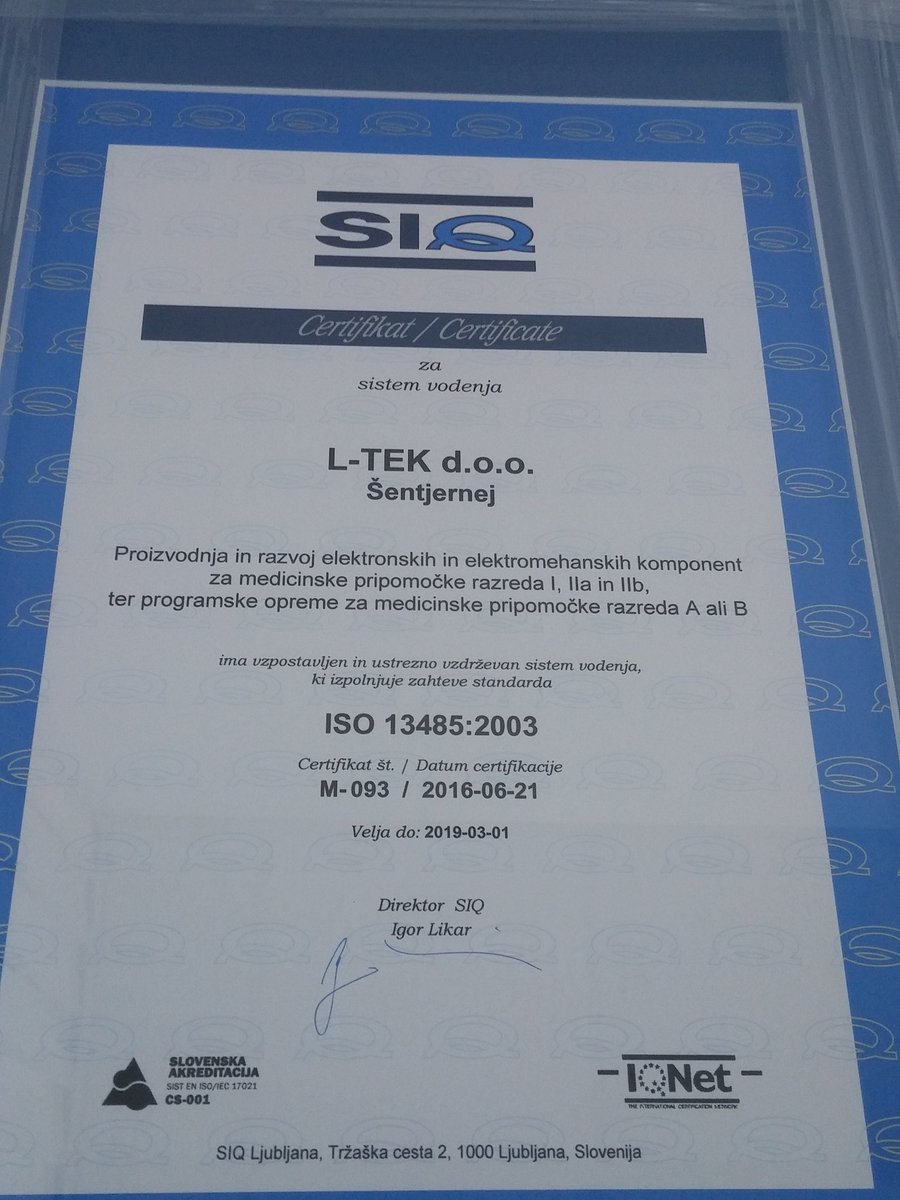 SIQ
Certifikat / Certificate
za
sistem vodenja
L-TEK d.o.o.
Šentjernej
Proizvodnja in razvoj elektronskih in elektromehanskih komponent
za medicinske pripomočke razreda I, IIa in IIb,
ter programske opreme za medicinske pripomočke razreda A ali B
ima vzpostavljen in ustrezno vzdrževan sistem vodenja,
ki izpolnjuje zahteve standarda
ISO 13485:2003
Certifikat št. / Datum certifikacije
M-093 / 2016-06-21
Velja do: 2019-03-01
Direktor SIQ
Igor Likar
SLOVENSKA
AKREDITACIJA
SIST EN ISO/IEC 17021
CS-001
IQNet
THE INTERNATIONAL CERTIFICATION NETWORK
SIQ Ljubljana, Tržaška cesta 2, 1000 Ljubljana, Slovenija